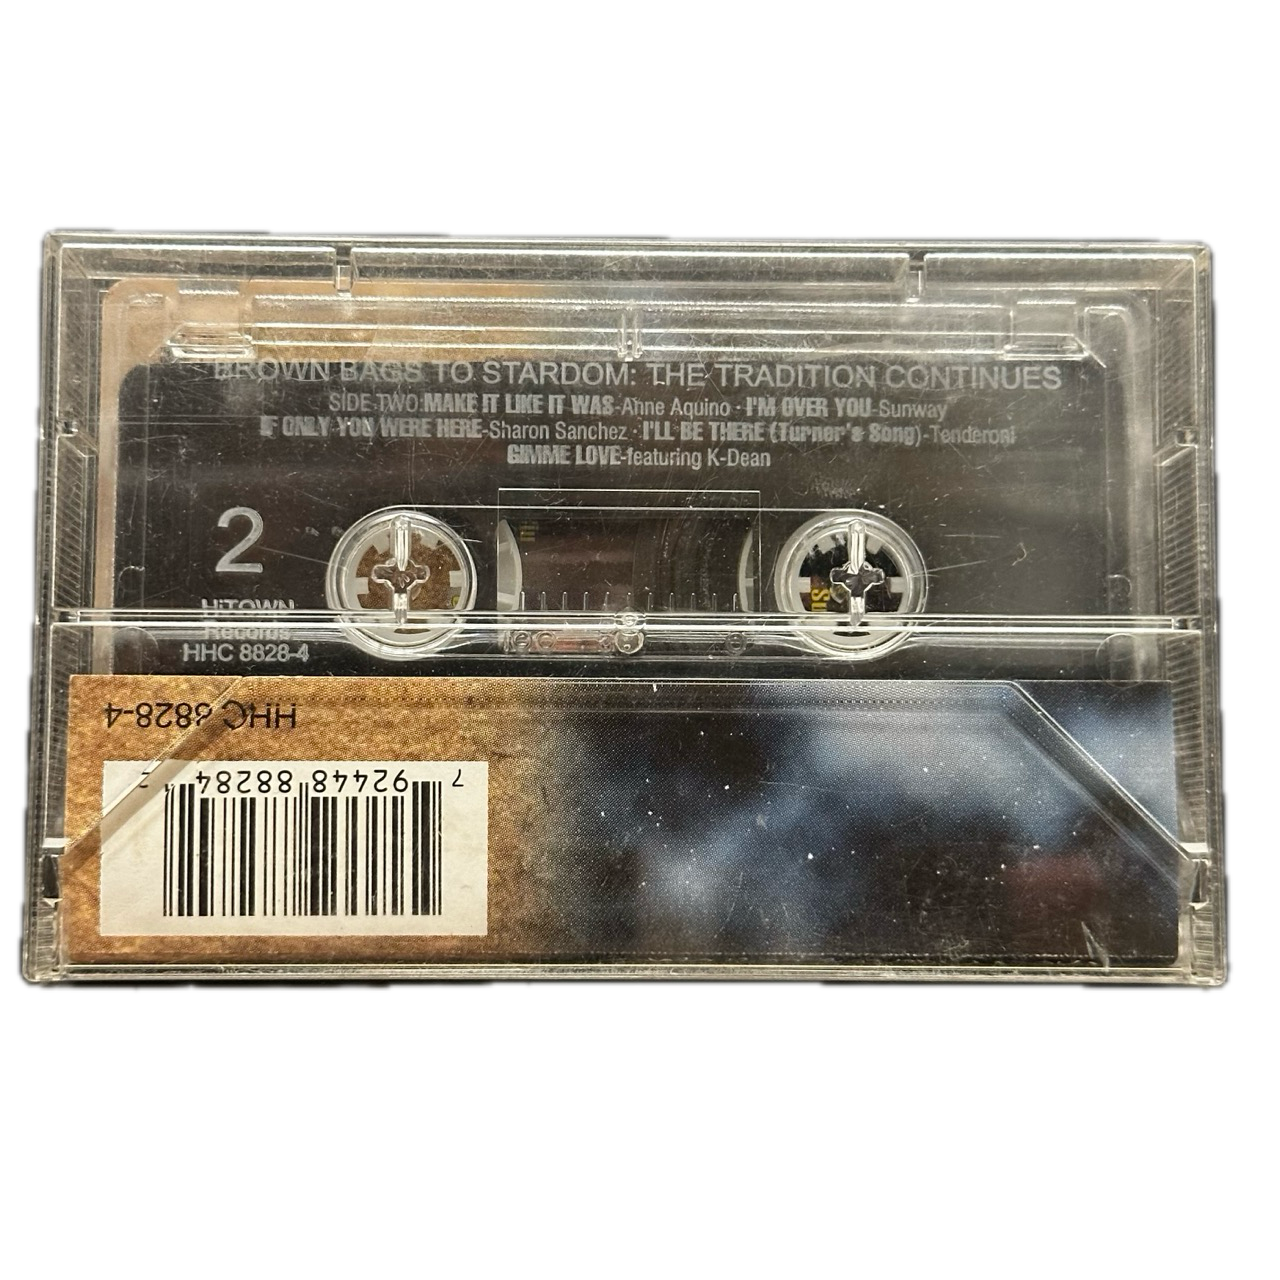 BROWN BAGS TO STARDOM: THE TRADITION CONTINUES
SIDE TWO: MAKE IT LIKE IT WAS-Anne Aquino · I'M OVER YOU-Sunway
IF ONLY YOU WERE HERE-Sharon Sanchez · I'LL BE THERE (Turner's Song)-Tenderoni
GIMME LOVE-featuring K-Dean
2
HiTOWN
Records
HHC 8828-4
HHC 8828-4
7 92448 88284 2